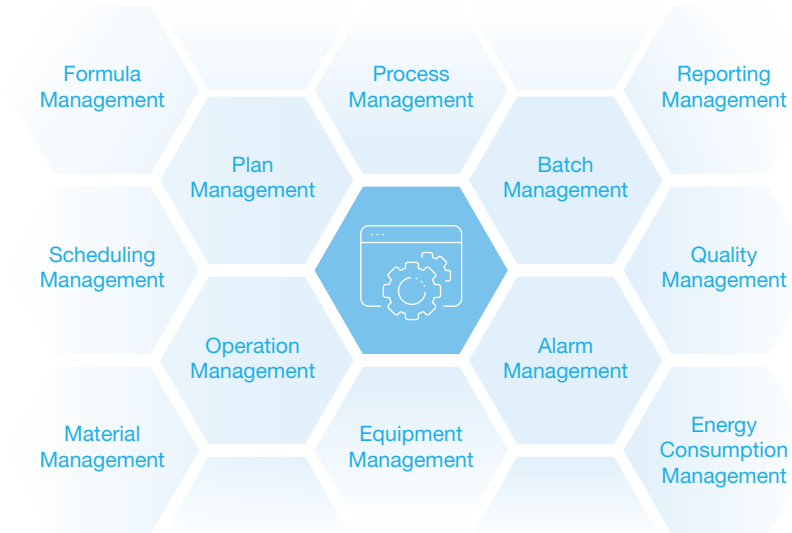 Formula
Management
Process
Management
Reporting
Management
Plan
Management
Batch
Management
Scheduling
Management
Quality
Management
Operation
Management
Alarm
Management
Material
Management
Equipment
Management
Energy
Consumption
Management